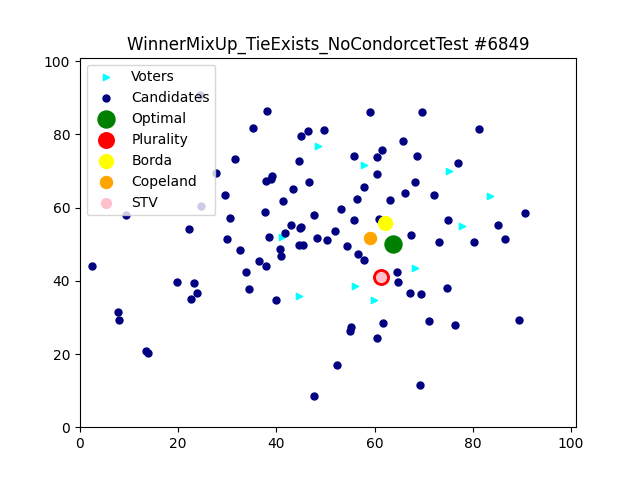 WinnerMixUp_TieExists_NoCondorcetTest #6849
Voters
Candidates
Optimal
Plurality
Borda
Copeland
STV
100
80
60
40
20
0
0 20 40 60 80 100